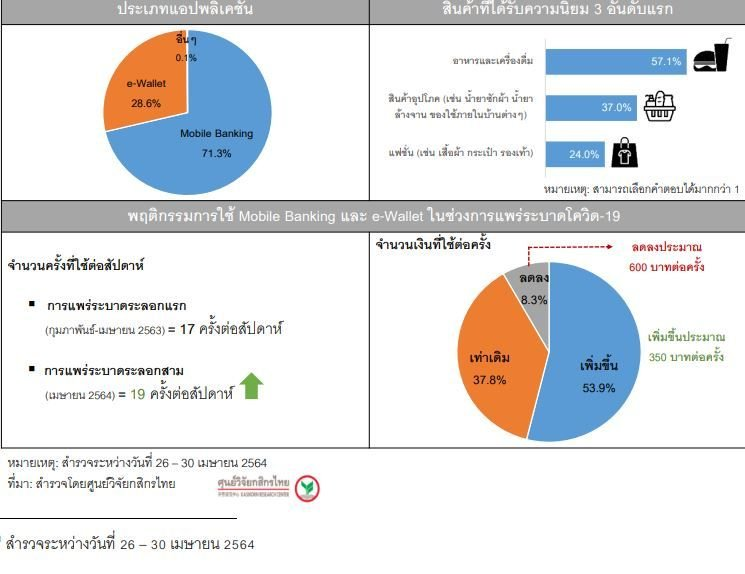 ประเภทแอปพลิเคชัน
อื่นๆ
0.1%
e-Wallet
28.6%
Mobile Banking
71.3%
สินค้าที่ได้รับความนิยม 3 อันดับแรก
อาหารและเครื่องดื่ม
57.1%
สินค้าอุปโภค (เช่น น้ำยาซักผ้า น้ำยา
ล้างจาน ของใช้ภายในบ้านต่างๆ)
37.0%
แฟชั่น (เช่น เสื้อผ้า กระเป๋า รองเท้า)
24.0%
หมายเหตุ: สามารถเลือกคำตอบได้มากกว่า 1
พฤติกรรมการใช้ Mobile Banking และ e-Wallet ในช่วงการแพร่ระบาดโควิด-19
จำนวนครั้งที่ใช้ต่อสัปดาห์
▪ การแพร่ระบาดระลอกแรก
(กุมภาพันธ์-เมษายน 2563) = 17 ครั้งต่อสัปดาห์
▪ การแพร่ระบาดระลอกสาม
(เมษายน 2564) = 19 ครั้งต่อสัปดาห์
จำนวนเงินที่ใช้ต่อครั้ง
ลดลงประมาณ
600 บาทต่อครั้ง
ลดลง
8.3%
เท่าเดิม
37.8%
เพิ่มขึ้น
53.9%
เพิ่มขึ้นประมาณ
350 บาทต่อครั้ง
หมายเหตุ: สำรวจระหว่างวันที่ 26 – 30 เมษายน 2564
ที่มา: สำรวจโดยศูนย์วิจัยกสิกรไทย
ศูนย์วิจัยกสิกรไทย
KASIKORN RESEARCH CENTER
สำรวจระหว่างวันที่ 26 – 30 เมษายน 2564